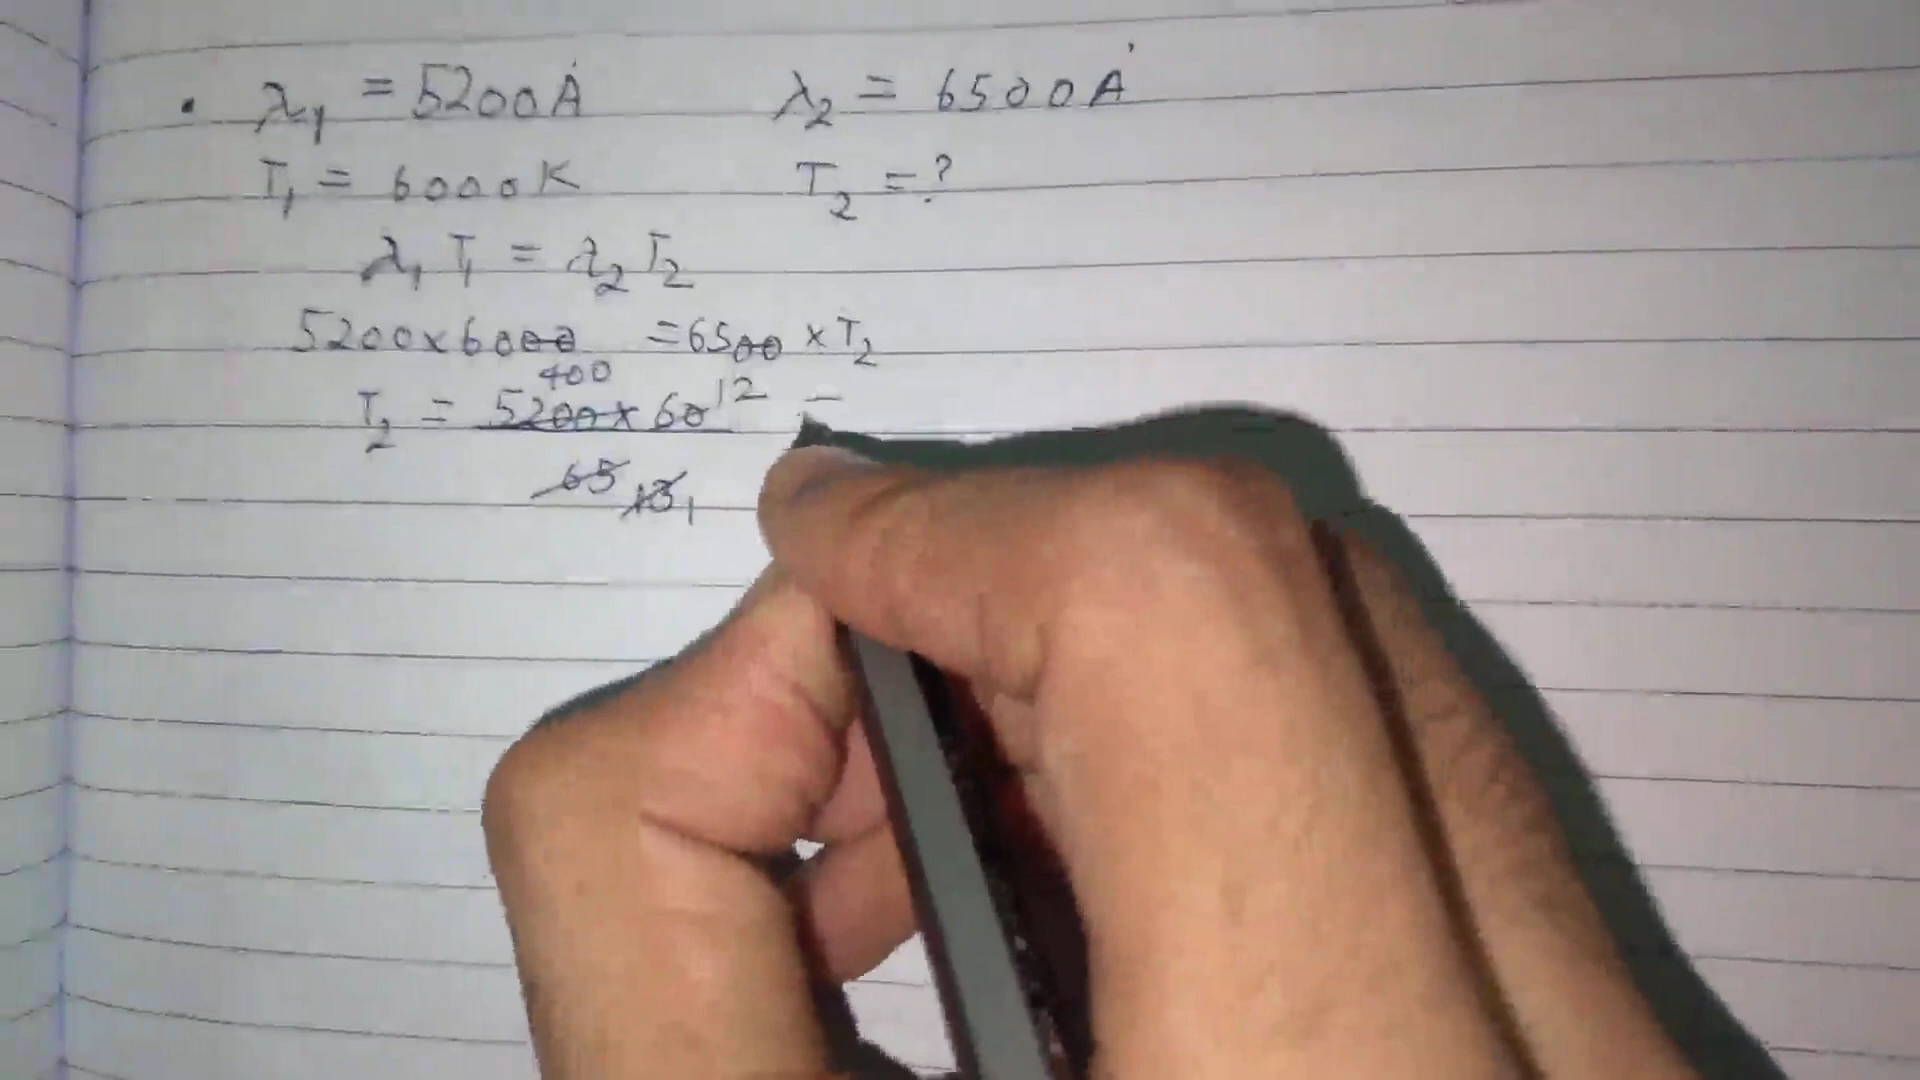 λ₁ = 5200Å λ₂ = 6500Å
T₁ = 6000K T₂ = ?
λ₁ T₁ = λ₂ T₂
5200×6000 = 6500 × T₂
400
T₂ = 5200 × 60 12 =
65 13 1